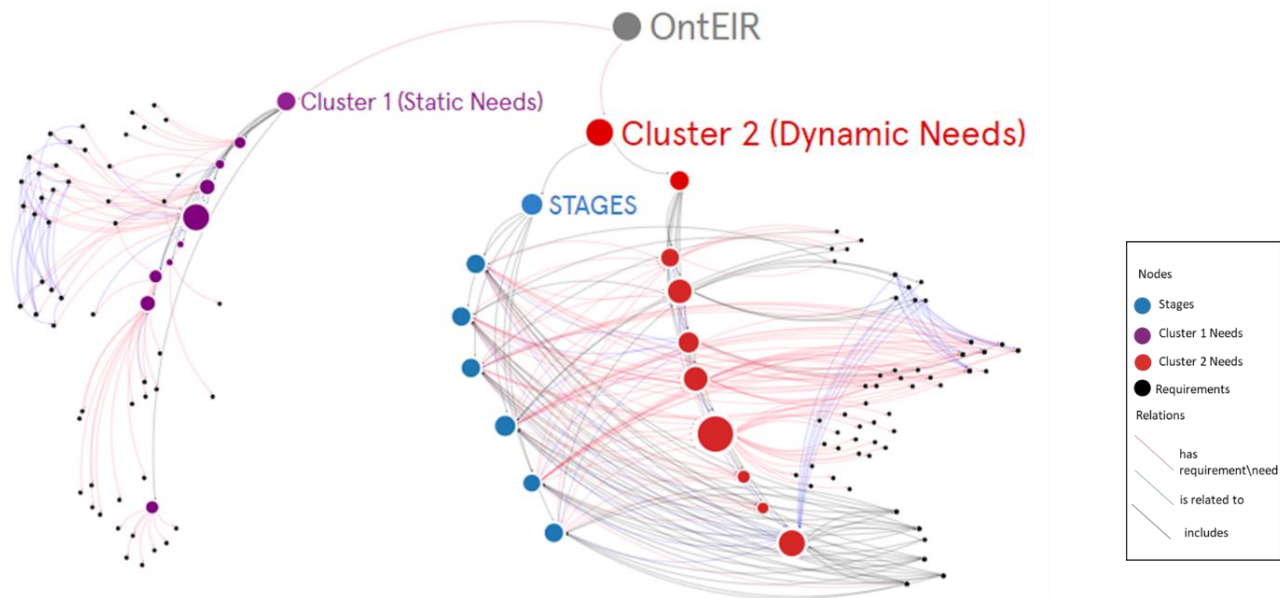 OntEIR
Cluster 1 (Static Needs)
Cluster 2 (Dynamic Needs)
STAGES
Nodes
Stages
Cluster 1 Needs
Cluster 2 Needs
Requirements
Relations
has
requirement\need
is related to
includes